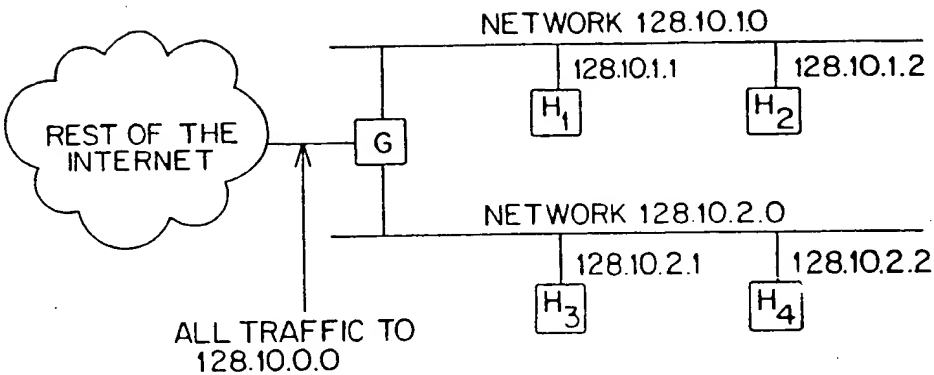 NETWORK 128.10.1.0
128.10.1.1
128.10.1.2
H1
H2
REST OF THE
INTERNET
G
NETWORK 128.10.2.0
128.10.2.1
128.10.2.2
H3
H4
ALL TRAFFIC TO
128.10.0.0